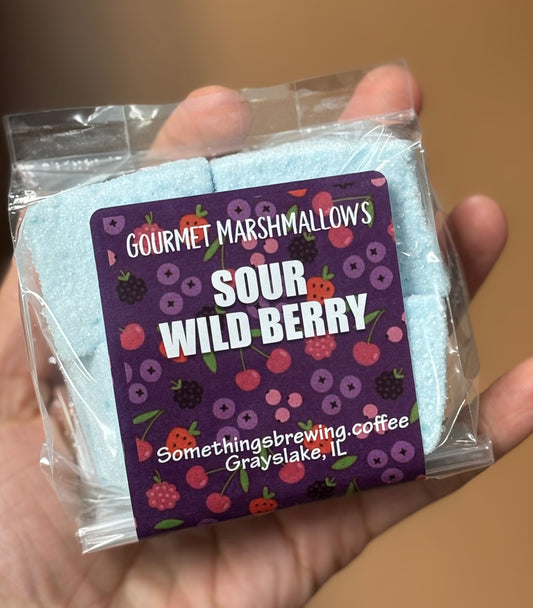 GOURMET MARSHMALLOWS
SOUR
WILD BERRY
Somethingsbrewing.coffee
Grayslake, IL